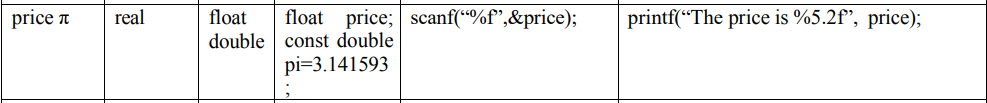 price π real float float price; scanf(“%f”,&price); printf(“The price is %5.2f”, price);
double const double
pi=3.141593
;